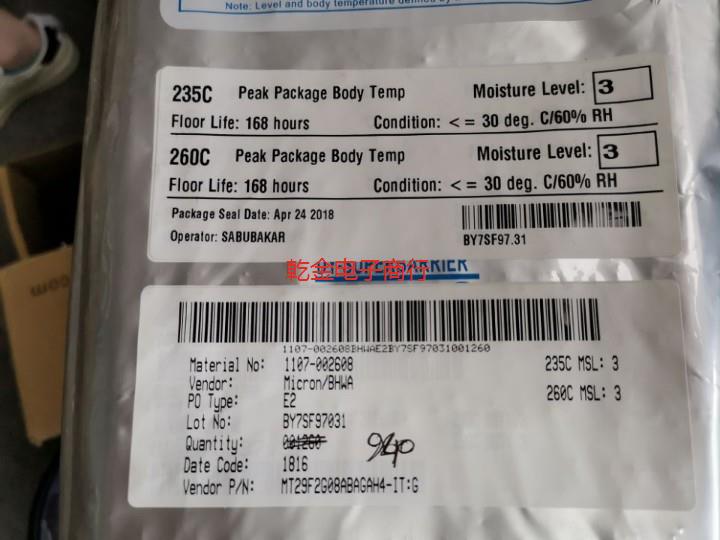 Note: Level and body temperature defined by
235C Peak Package Body Temp Moisture Level: 3
Floor Life: 168 hours Condition: <= 30 deg. C/60% RH
260C Peak Package Body Temp Moisture Level: 3
Floor Life: 168 hours Condition: <= 30 deg. C/60% RH
Package Seal Date: Apr 24 2018
Operator: SABUBAKAR
BY7SF97.31
乾金电子商行
1107-002608BHWAE2BY7SF97031001260
Material No: 1107-002608 235C MSL: 3
Vendor: Micron/BHWA
PO Type: E2 260C MSL: 3
Lot No: BY7SF97031
Quantity: 001260
Date Code: 1816
Vendor P/N: MT29F2G08ABAGAH4-IT:G